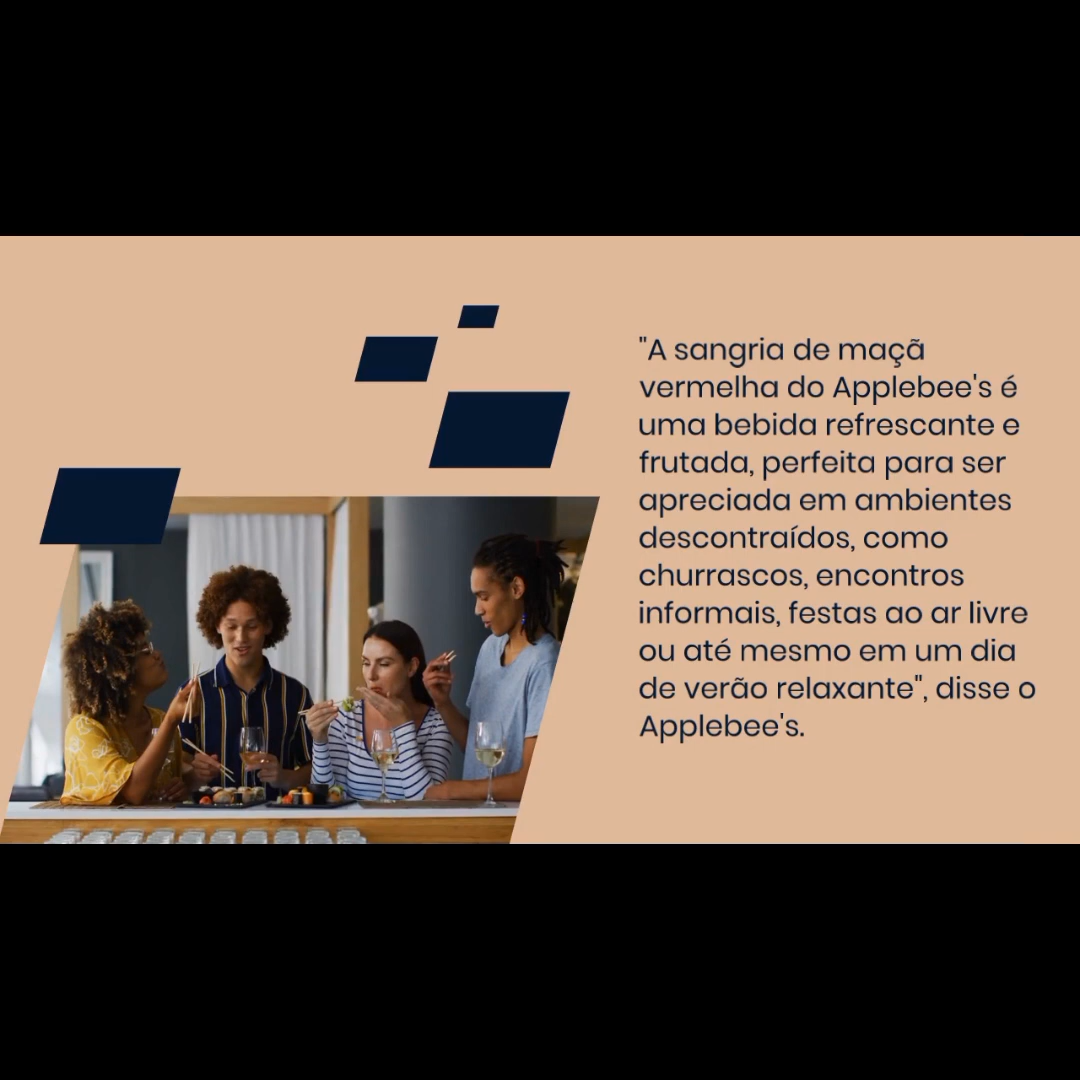 "A sangria de maçã
vermelha do Applebee's é
uma bebida refrescante e
frutada, perfeita para ser
apreciada em ambientes
descontraídos, como
churrascos, encontros
informais, festas ao ar livre
ou até mesmo em um dia
de verão relaxante", disse o
Applebee's.